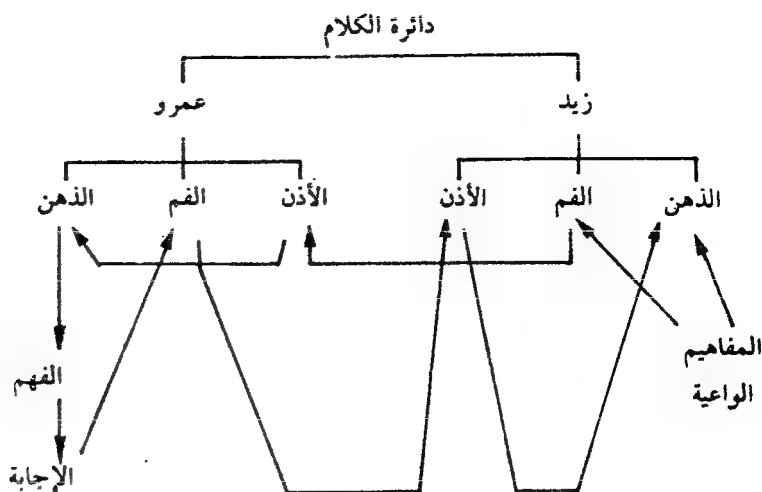 دائرة الكلام
زيد عمرو
الذهن الفم الأذن الأذن الفم الذهن
المفاهيم
الواعية
الفهم
الإجابة